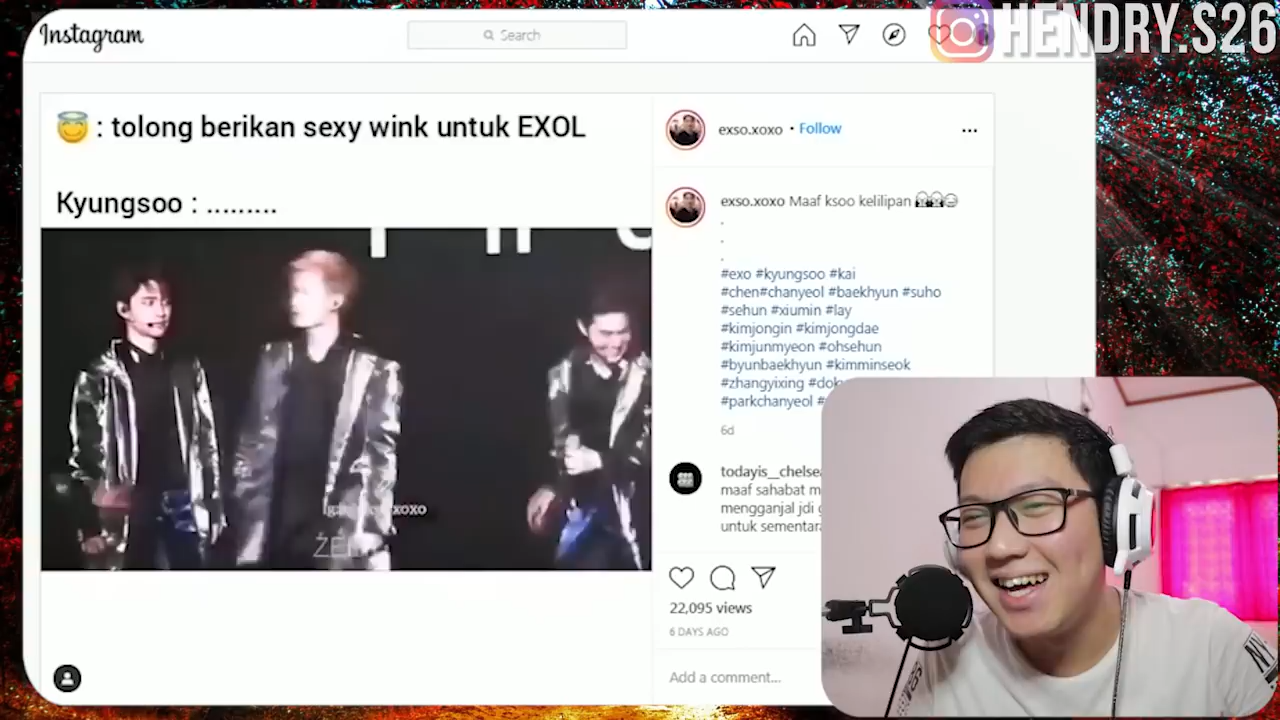 Instagram
Search
HENDRY.S26
😇 : tolong berikan sexy wink untuk EXOL
Kyungsoo : .........
exso.xoxo • Follow
exso.xoxo Maaf ksoo kelilipan
.
.
.
#exo #kyungsoo #kai
#chen#chanyeol #baekhyun #suho
#sehun #xiumin #lay
#kimjongin #kimjongdae
#kimjunmyeon #ohsehun
#byunbaekhyun #kimminseok
#zhangyixing
#parkchanyeol
6d
maaf sahabat
mengganjal jdi
untuk sementara
22,095 views
6 DAYS AGO
Add a comment...